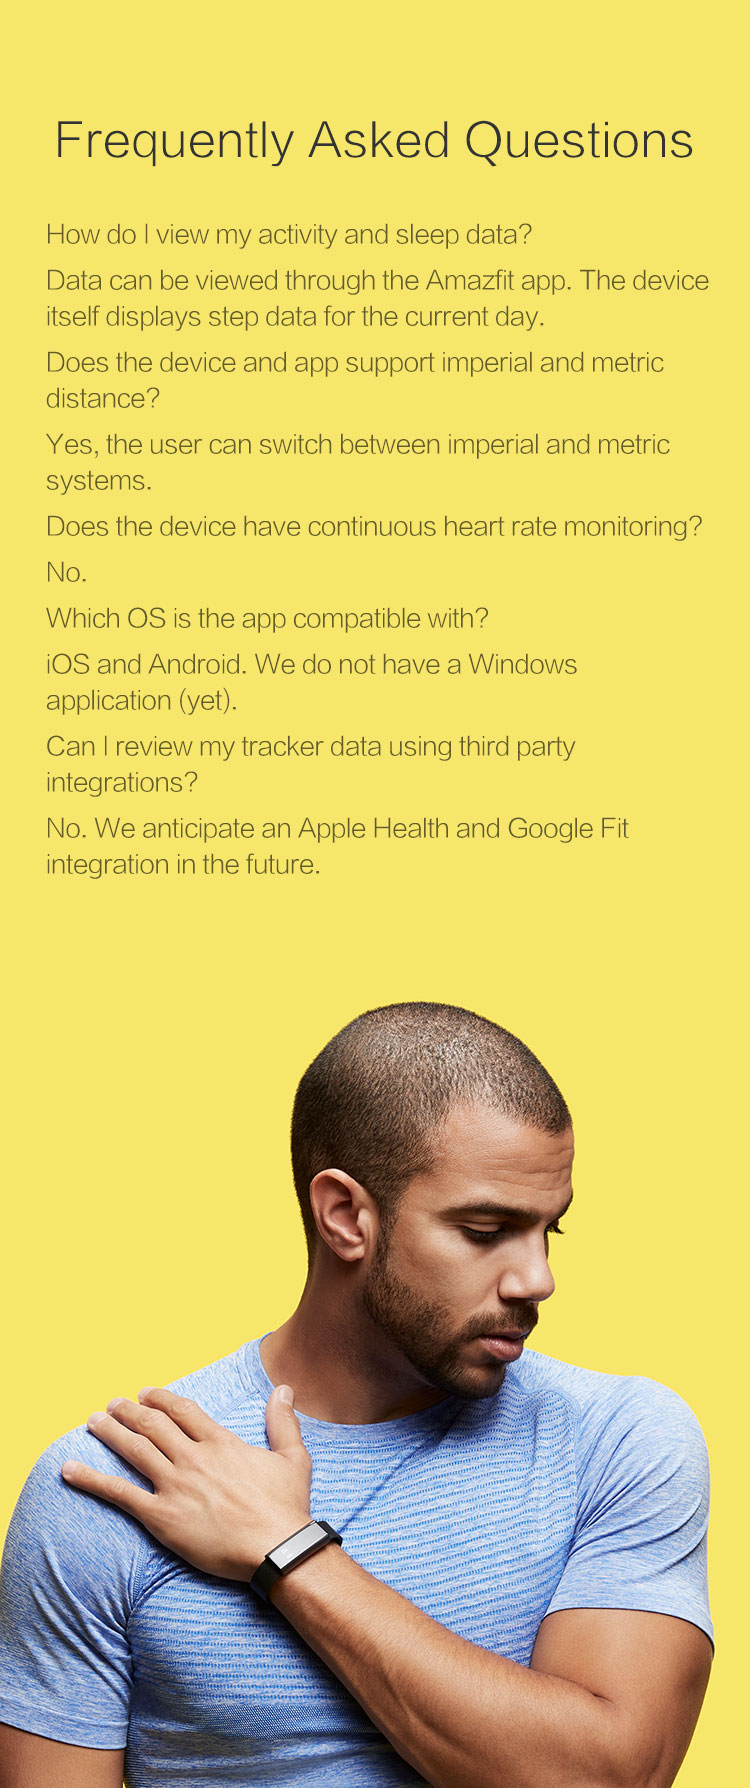 Frequently Asked Questions
How do I view my activity and sleep data?
Data can be viewed through the Amazfit app. The device
itself displays step data for the current day.
Does the device and app support imperial and metric
distance?
Yes, the user can switch between imperial and metric
systems.
Does the device have continuous heart rate monitoring?
No.
Which OS is the app compatible with?
iOS and Android. We do not have a Windows
application (yet).
Can I review my tracker data using third party
integrations?
No. We anticipate an Apple Health and Google Fit
integration in the future.